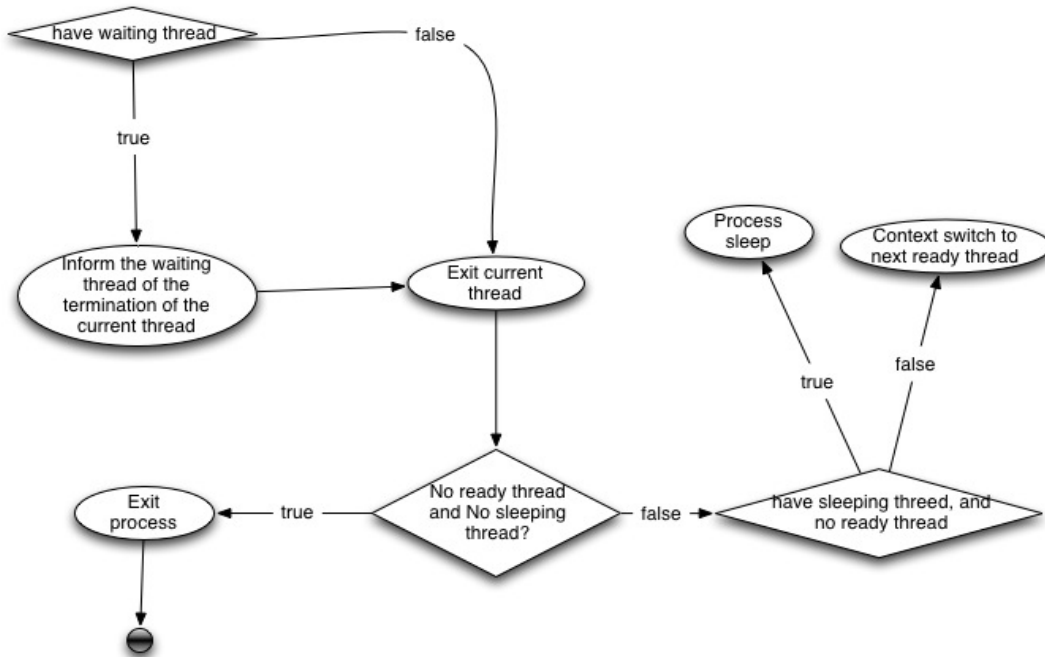 have waiting thread
false
true
Inform the waiting
thread of the
termination of the
current thread
Exit current
thread
Process
sleep
Context switch to
next ready thread
true
false
No ready thread
and No sleeping
thread?
true
false
Exit
process
have sleeping threed, and
no ready thread